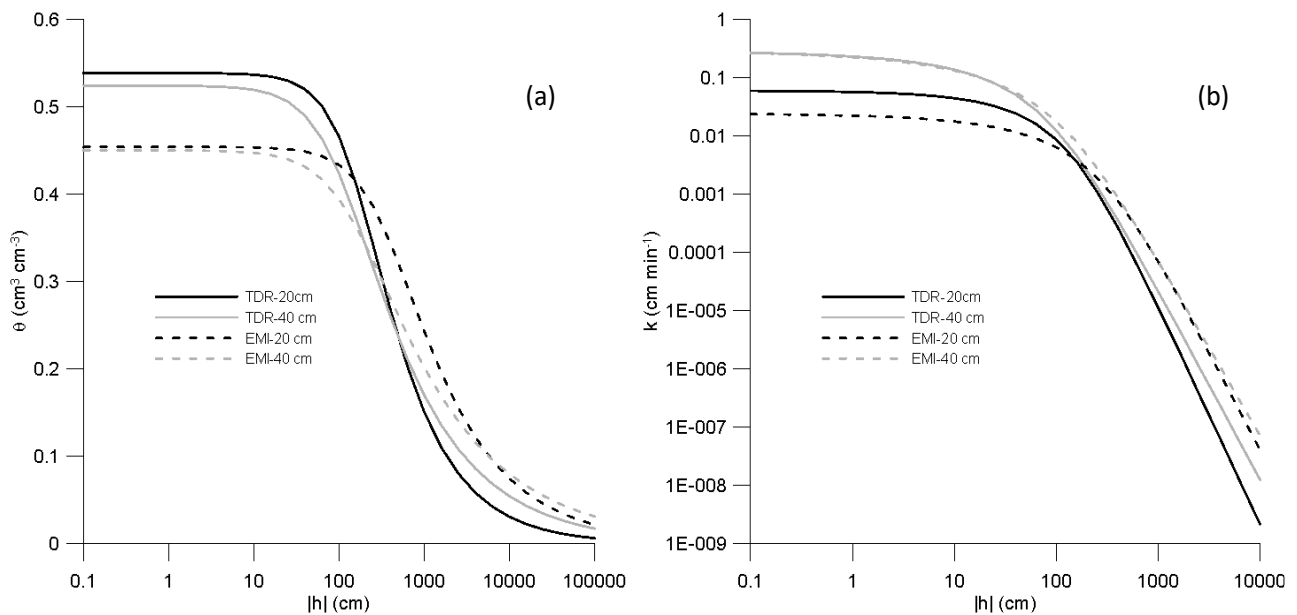 (a)
0.6
0.5
0.4
0.3
0.2
0.1
0
θ (cm³ cm⁻³)
TDR-20cm
TDR-40 cm
EMI-20 cm
EMI-40 cm
0.1 1 10 100 1000 10000 100000
|h| (cm)
(b)
1
0.1
0.01
0.001
0.0001
1E-005
1E-006
1E-007
1E-008
1E-009
k (cm min⁻¹)
TDR-20cm
TDR-40 cm
EMI-20 cm
EMI-40 cm
0.1 1 10 100 1000 10000
|h| (cm)